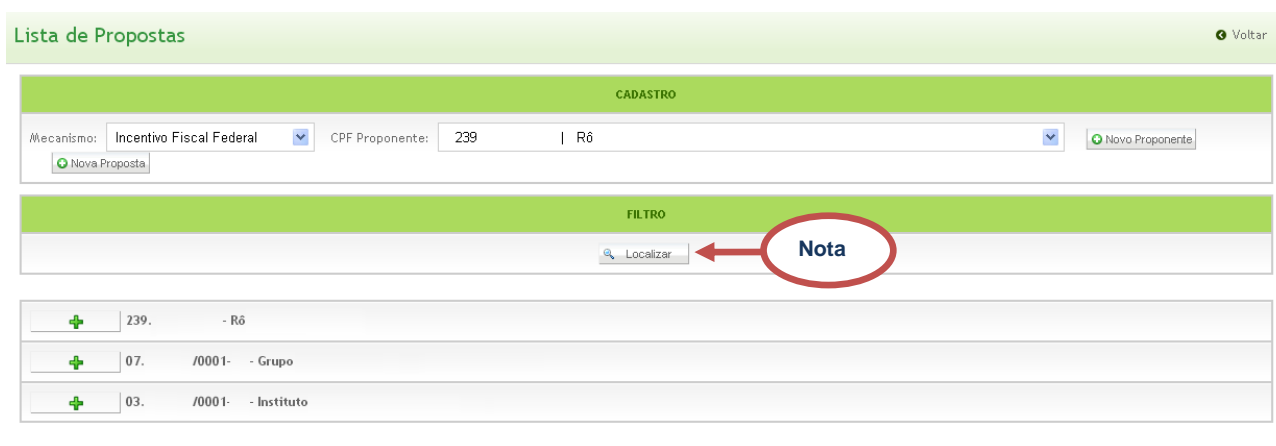 Lista de Propostas Voltar
CADASTRO
Mecanismo: Incentivo Fiscal Federal CPF Proponente: 239 | Rô Novo Proponente
Nova Proposta
FILTRO
Localizar Nota
239. - Rô
07. /0001- - Grupo
03. /0001- - Instituto